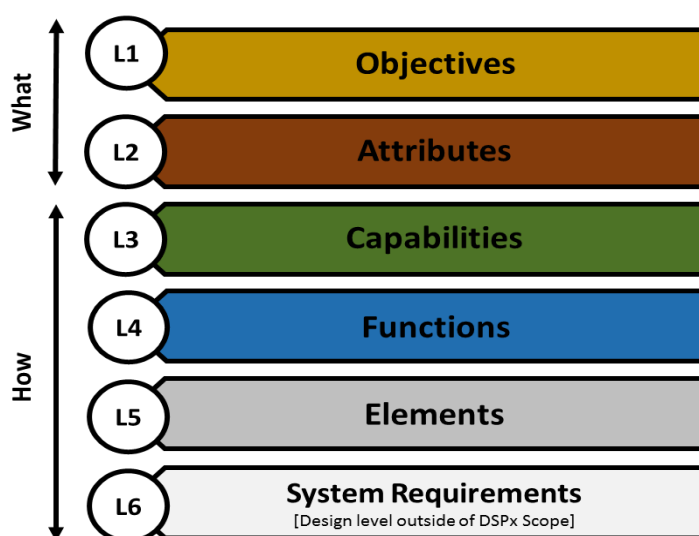 What
L1
Objectives
L2
Attributes
How
L3
Capabilities
L4
Functions
L5
Elements
L6
System Requirements
[Design level outside of DSPx Scope]